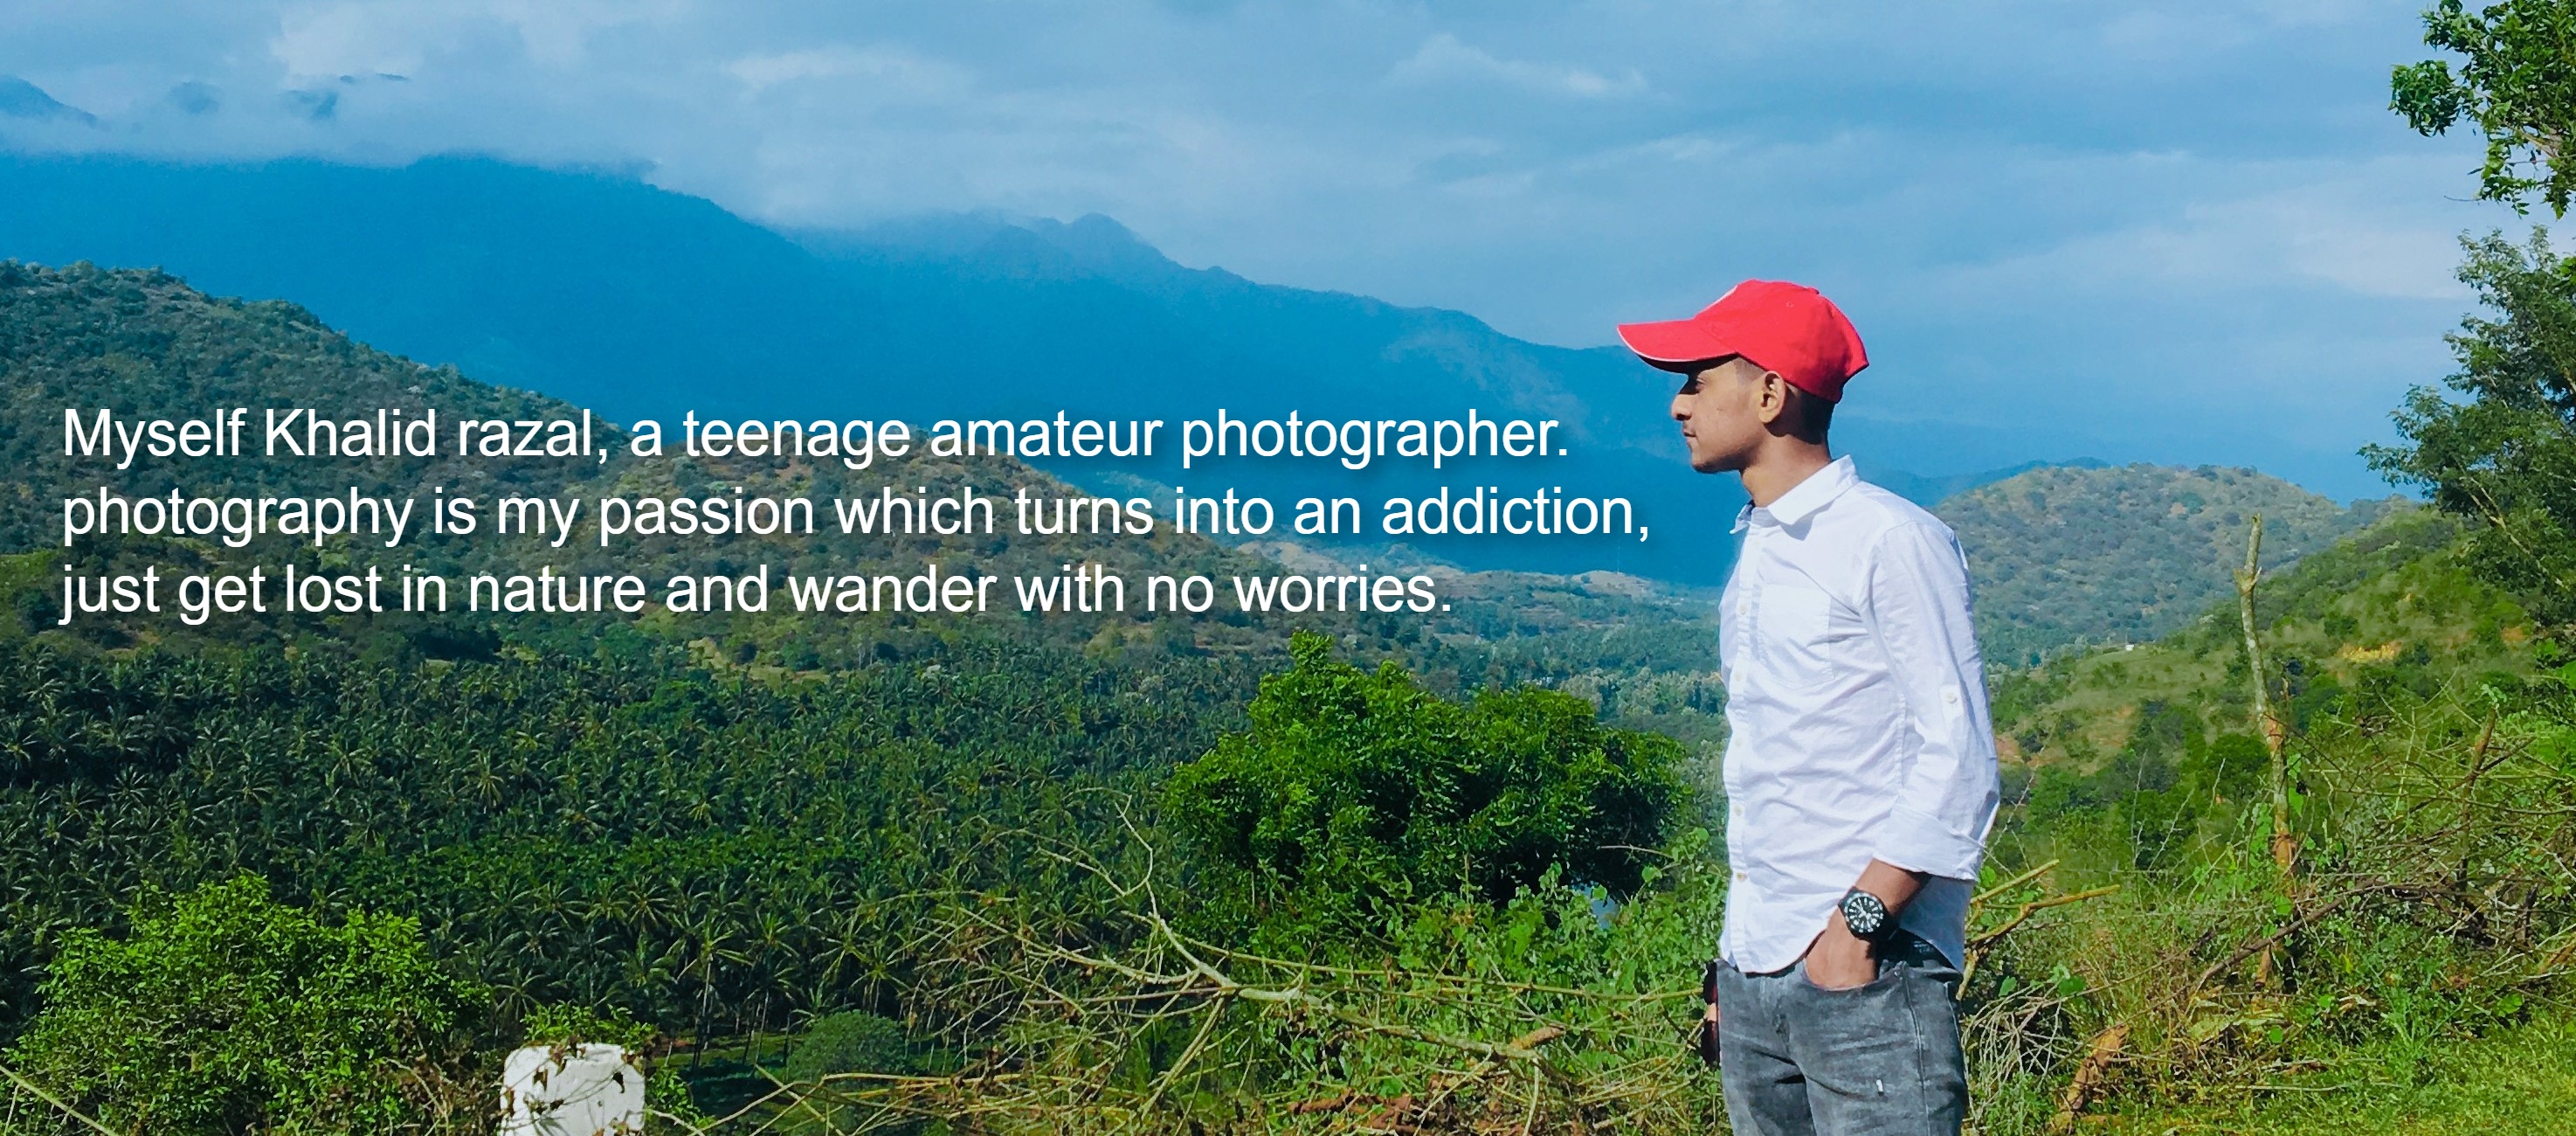 Myself Khalid razal, a teenage amateur photographer.
photography is my passion which turns into an addiction,
just get lost in nature and wander with no worries.